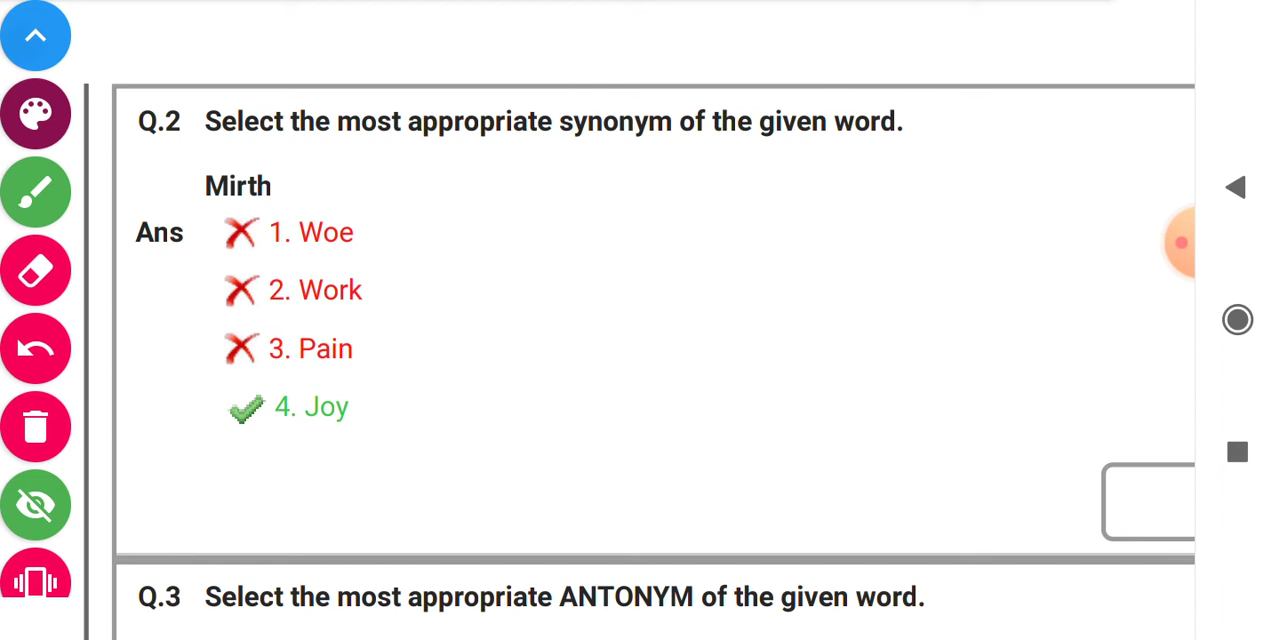 Q.2 Select the most appropriate synonym of the given word.
Mirth
Ans 1. Woe
2. Work
3. Pain
4. Joy
Q.3 Select the most appropriate ANTONYM of the given word.